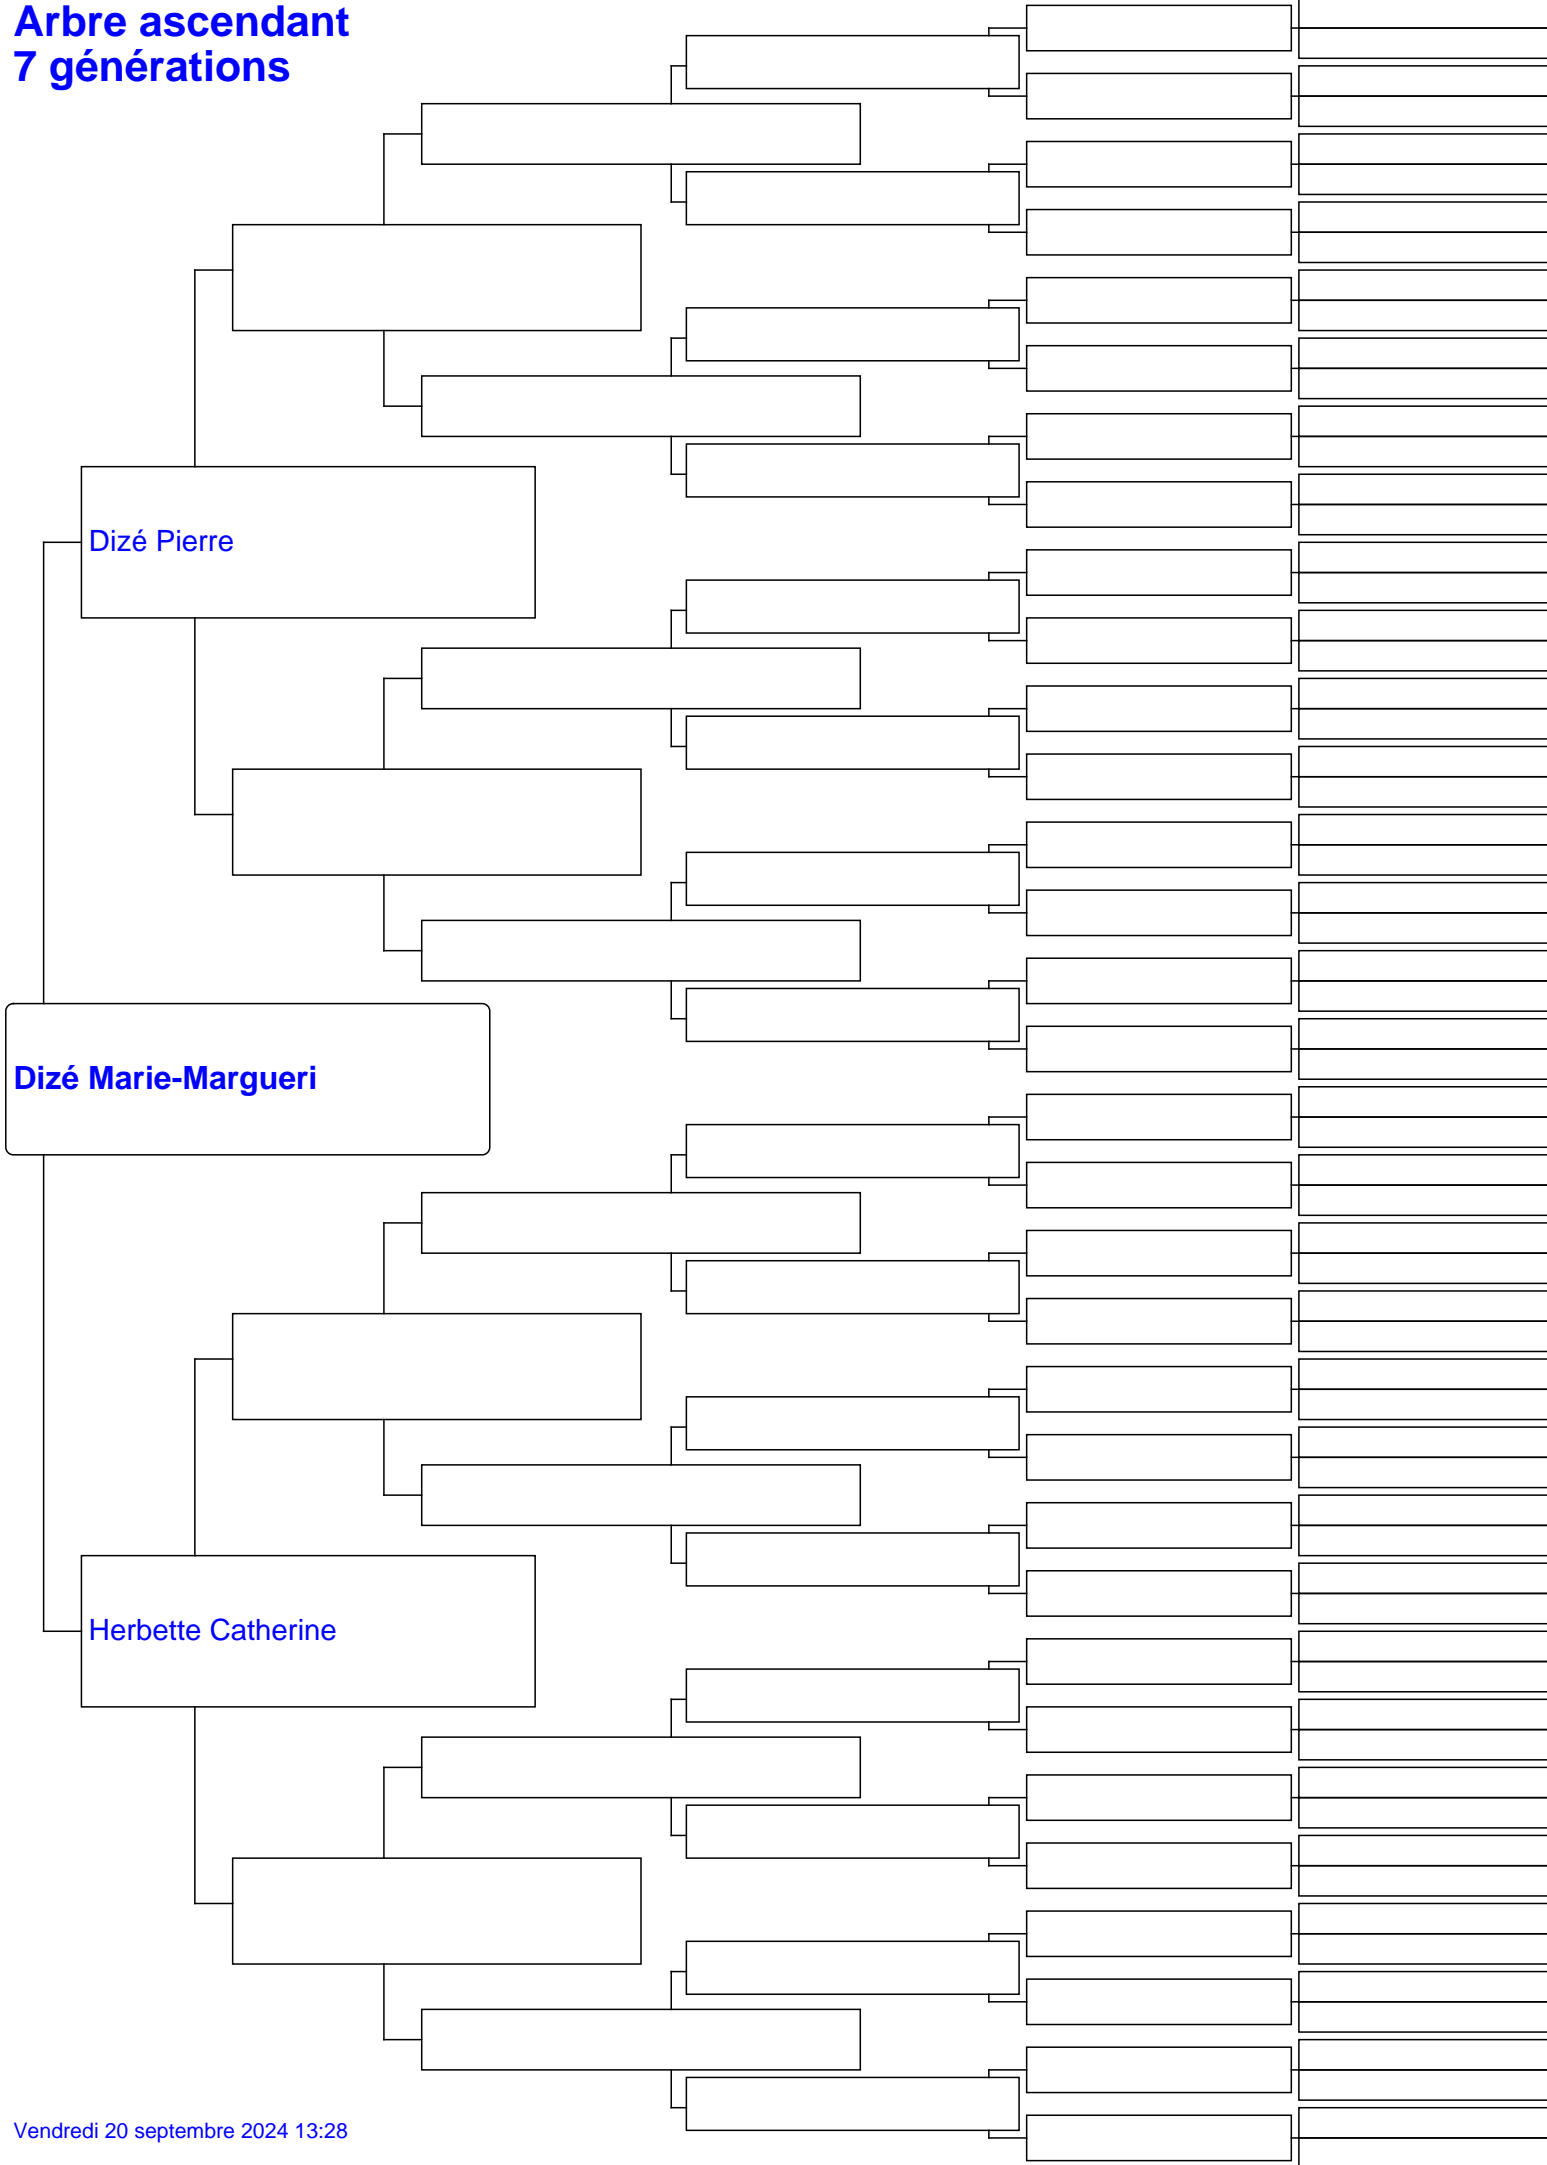 Arbre ascendant
7 générations
Dizé Pierre
Dizé Marie-Margueri
Herbette Catherine
Vendredi 20 septembre 2024 13:28